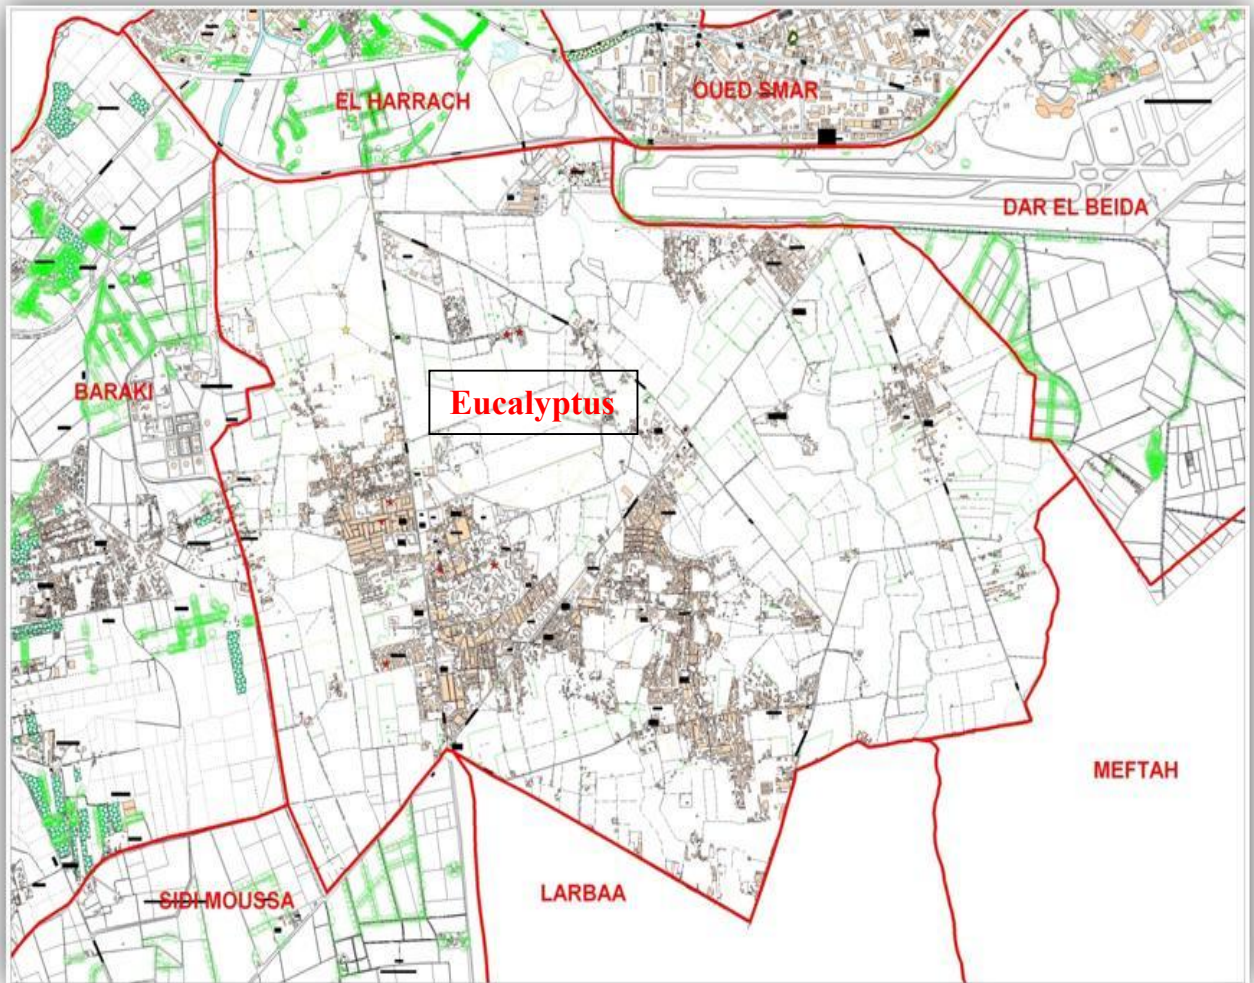 EL HARRACH
OUED SMAR
DAR EL BEIDA
BARAKI
Eucalyptus
MEFTAH
SIDI MOUSSA
LARBAA